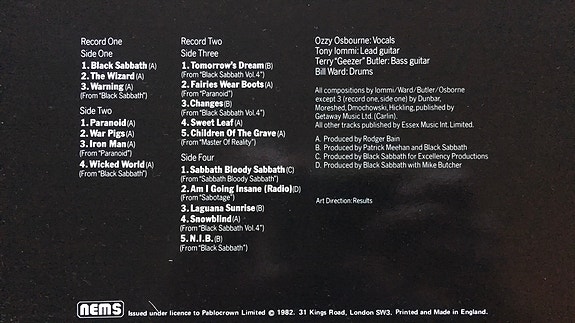 Record One
Side One
1. Black Sabbath (A)
2. The Wizard (A)
3. Warning (A)
(From "Black Sabbath")
Side Two
1. Paranoid (A)
2. War Pigs (A)
3. Iron Man (A)
(From "Paranoid")
4. Wicked World (A)
(From "Black Sabbath")
Record Two
Side Three
1. Tomorrow's Dream (B)
(From "Black Sabbath Vol.4")
2. Fairies Wear Boots (A)
(From "Paranoid")
3. Changes (B)
(From "Black Sabbath Vol.4")
4. Sweet Leaf (A)
5. Children Of The Grave (A)
(From "Master Of Reality")
Side Four
1. Sabbath Bloody Sabbath (C)
(From "Sabbath Bloody Sabbath")
2. Am I Going Insane (Radio) (D)
(From "Sabotage")
3. Laguana Sunrise (B)
4. Snowblind (A)
(From "Black Sabbath Vol.4")
5. N.I.B. (B)
(From "Black Sabbath")
Ozzy Osbourne: Vocals
Tony Iommi: Lead guitar
Terry "Geezer" Butler: Bass guitar
Bill Ward: Drums
All compositions by Iommi/Ward/Butler/Osborne
except 3 (record one, side one) by Dunbar,
Moreshed, Dmochowski, Hickling, published by
Getaway Music Ltd. (Carlin).
All other tracks published by Essex Music Int. Limited.
A. Produced by Rodger Bain
B. Produced by Patrick Meehan and Black Sabbath
C. Produced by Black Sabbath for Excellency Productions
D. Produced by Black Sabbath with Mike Butcher
Art Direction: Results
NEMS Issued under licence to Pablocrown Limited © 1982. 31 Kings Road, London SW3. Printed and Made in England.